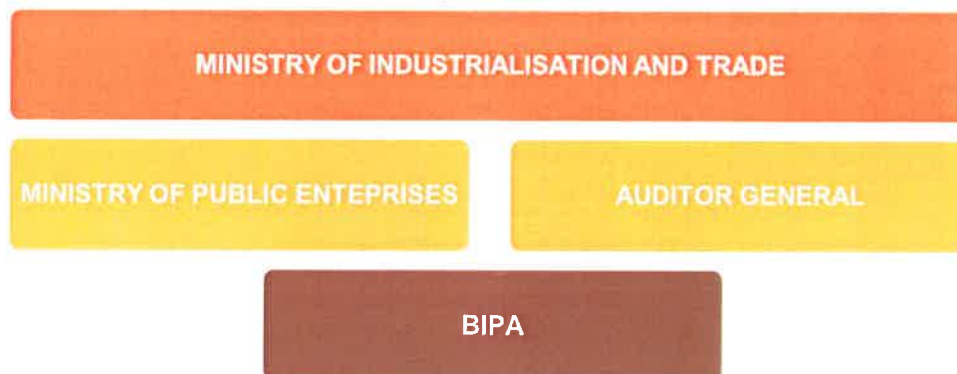 MINISTRY OF INDUSTRIALISATION AND TRADE
MINISTRY OF PUBLIC ENTEPRISES
AUDITOR GENERAL
BIPA